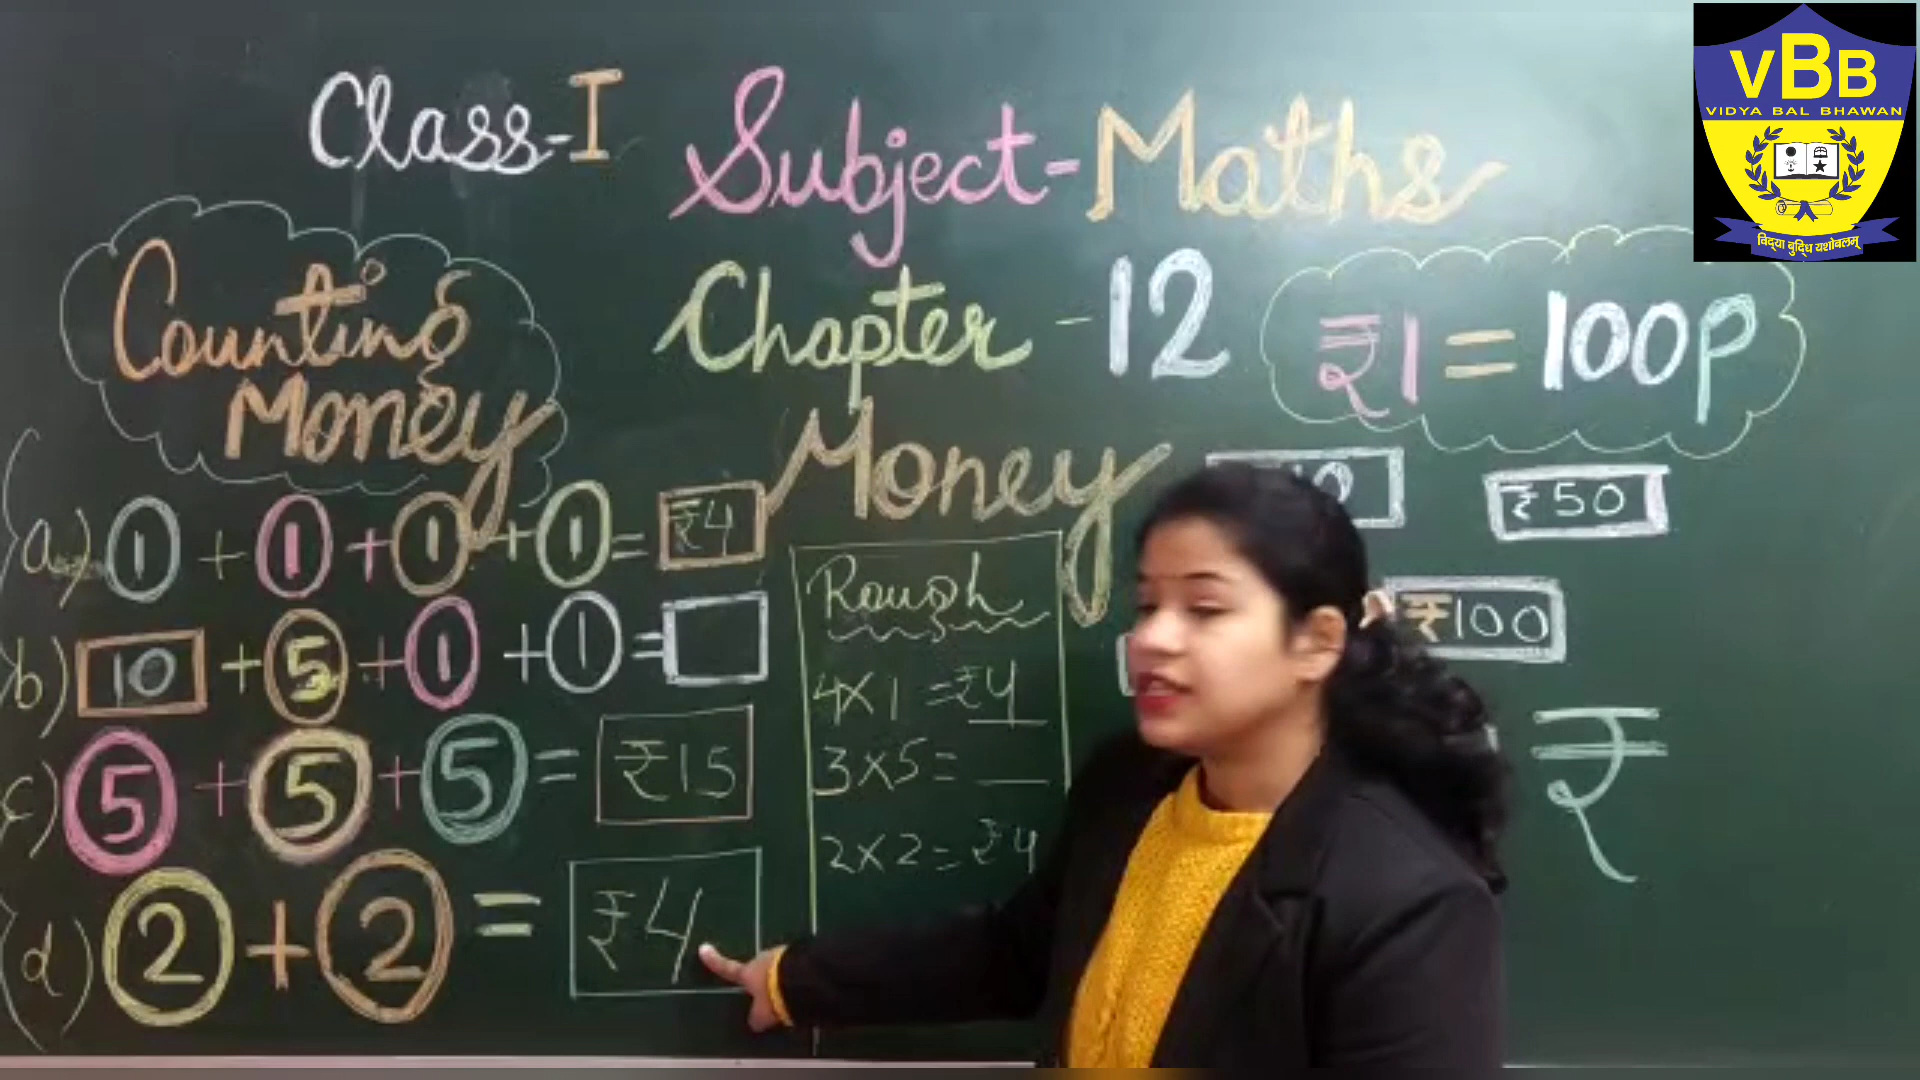 Class-I
Subject-Maths
Chapter-12
Money
Counting
Money
₹1=100P
a) 1 + 1 + 1 + 1 = ₹4
b) 10 + 5 + 1 + 1 =
c) 5 + 5 + 5 = ₹15
d) 2 + 2 = ₹4
Rough
4×1 = ₹4
3×5 = __
2×2 = ₹4
₹50
₹100
₹
VBB
VIDYA BAL BHAWAN
विद्या बुद्धि यशोबलम्